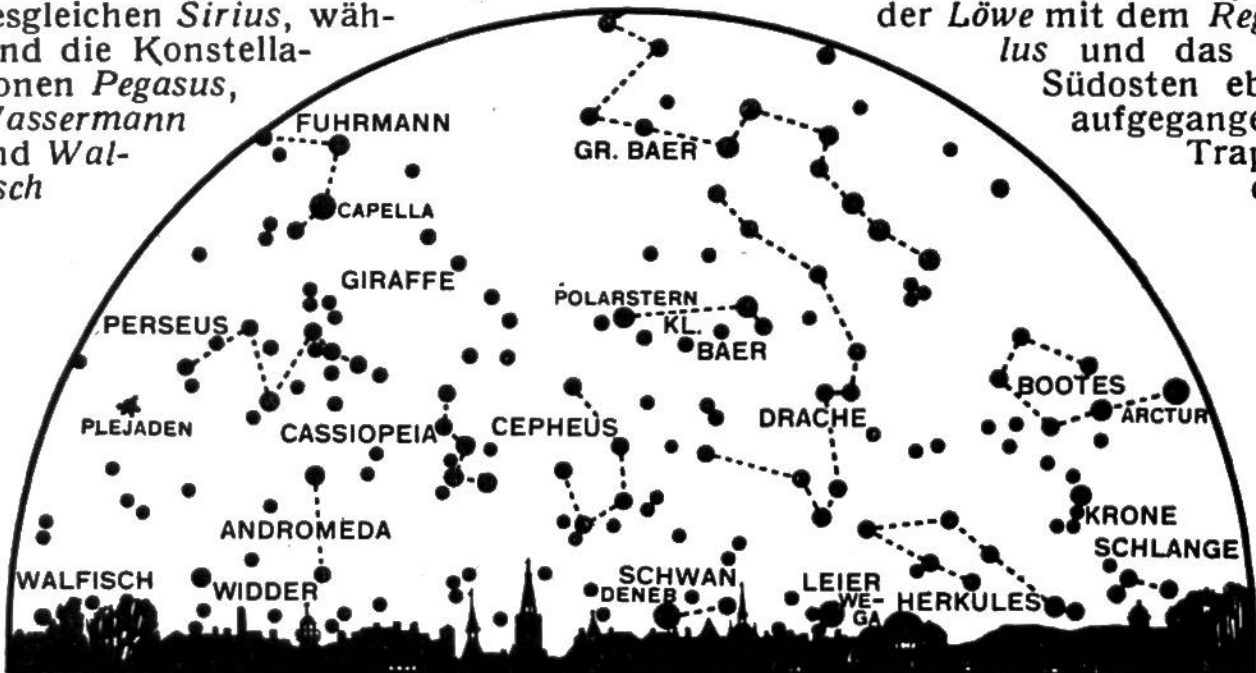 esgleichen Sirius, wäh-
nd die Konstella-
onen Pegasus,
Wassermann
nd Wal-
sch
der Löwe mit dem Reg
lus und das
Südosten eb
aufgegange
Trap
FUHRMANN
GR. BAER
CAPELLA
GIRAFFE
POLARSTERN
PERSEUS
KL.
BAER
BOOTES
ARCTUR
PLEJADEN
CASSIOPEIA
CEPHEUS
DRACHE
ANDROMEDA
KRONE
SCHLANGE
WALFISCH
WIDDER
SCHWAN
DENEB
LEIER
WE-
GA
HERKULES